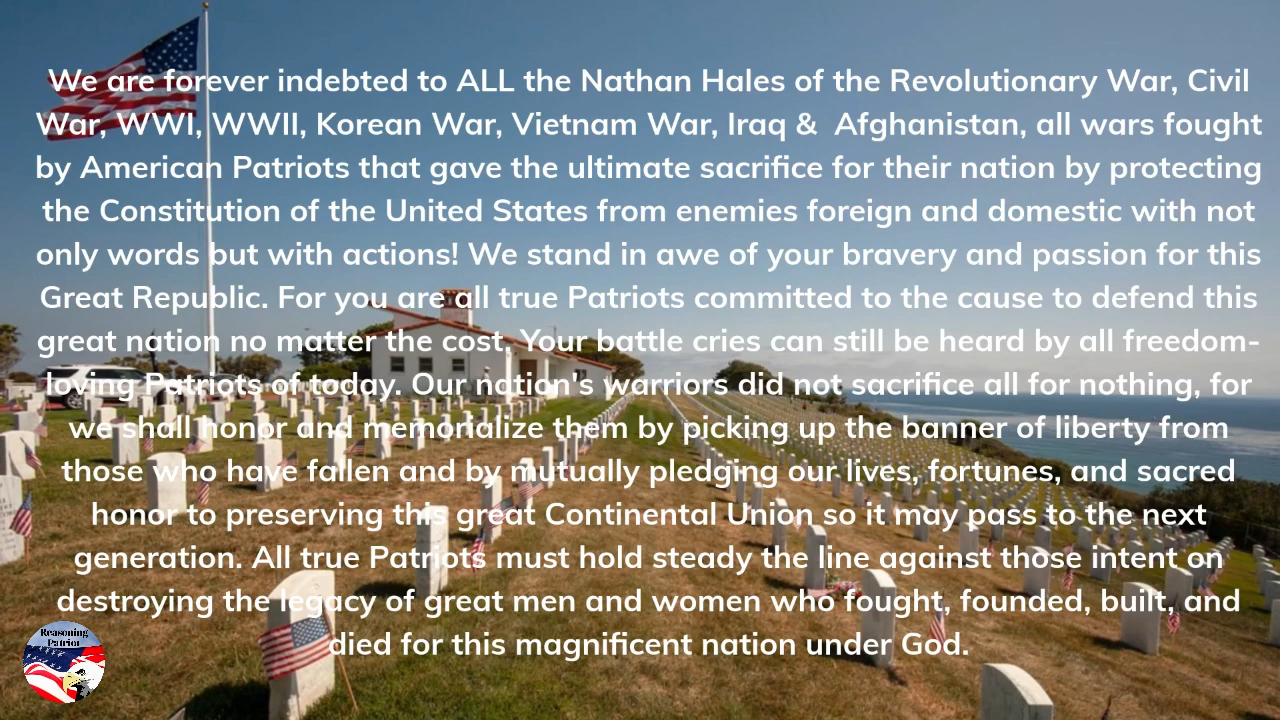 We are forever indebted to ALL the Nathan Hales of the Revolutionary War, Civil
War, WWI, WWII, Korean War, Vietnam War, Iraq &  Afghanistan, all wars fought
by American Patriots that gave the ultimate sacrifice for their nation by protecting
the Constitution of the United States from enemies foreign and domestic with not
only words but with actions! We stand in awe of your bravery and passion for this
Great Republic. For you are all true Patriots committed to the cause to defend this
great nation no matter the cost. Your battle cries can still be heard by all freedom-
loving Patriots of today. Our nation's warriors did not sacrifice all for nothing, for
we shall honor and memorialize them by picking up the banner of liberty from
those who have fallen and by mutually pledging our lives, fortunes, and sacred
honor to preserving this great Continental Union so it may pass to the next
generation. All true Patriots must hold steady the line against those intent on
destroying the legacy of great men and women who fought, founded, built, and
died for this magnificent nation under God.
Reasoning
Patriot